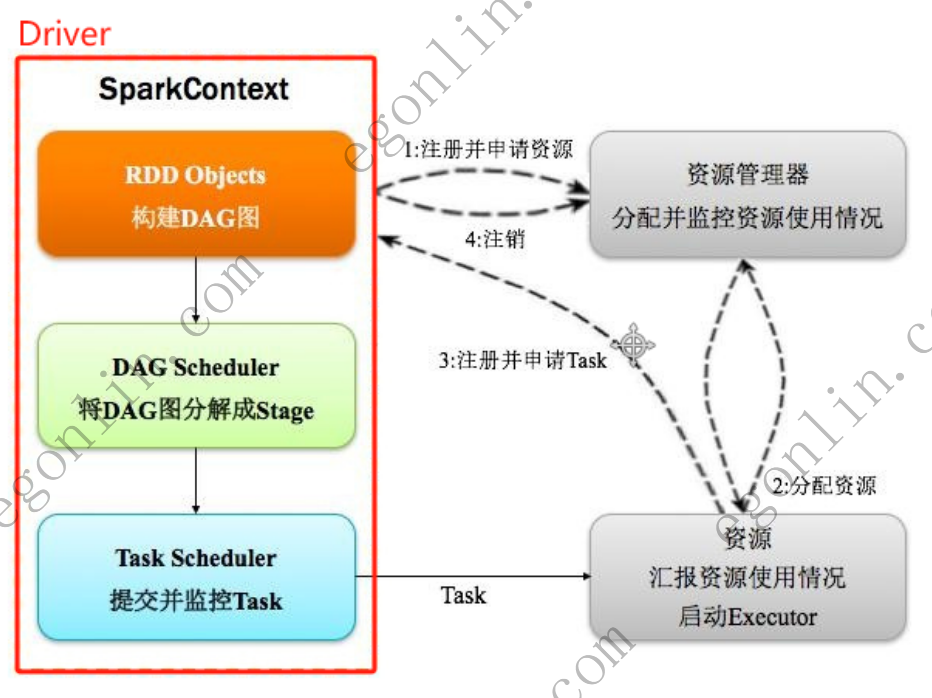 Driver
SparkContext
RDD Objects
构建DAG图
DAG Scheduler
将DAG图分解成Stage
Task Scheduler
提交并监控Task
1:注册并申请资源
4:注销
3:注册并申请Task
2:分配资源
Task
资源管理器
分配并监控资源使用情况
资源
汇报资源使用情况
启动Executor
egonlin.
egonlin.com
egonlin.co
com